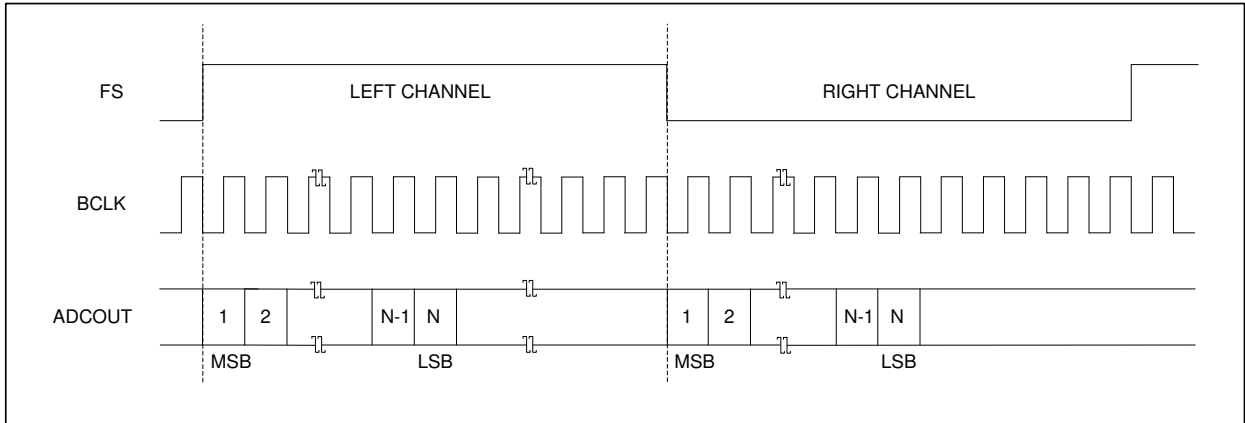 FS
LEFT CHANNEL
RIGHT CHANNEL
BCLK
ADCOUT
1
2
N-1
N
1
2
N-1
N
MSB
LSB
MSB
LSB